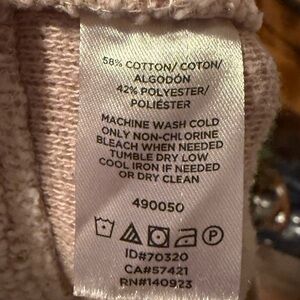 58% COTTON/ COTON/
ALGODÓN
42% POLYESTER/
POLIÉSTER
MACHINE WASH COLD
ONLY NON-CHLORINE
BLEACH WHEN NEEDED
TUMBLE DRY LOW
COOL IRON IF NEEDED
OR DRY CLEAN
490050
P
ID#70320
CA#57421
RN#140923